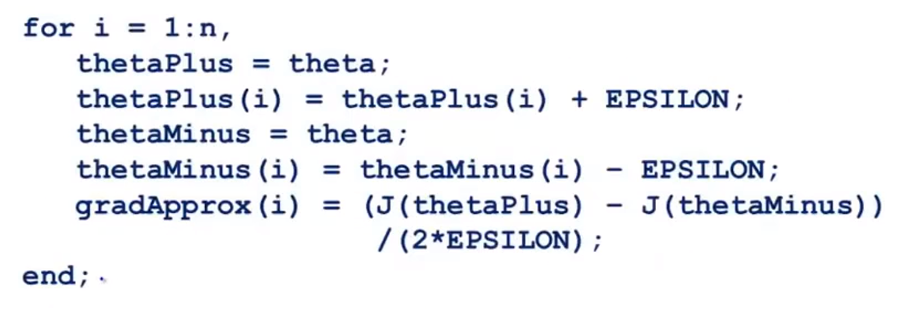 for i = 1:n,
thetaPlus = theta;
thetaPlus(i) = thetaPlus(i) + EPSILON;
thetaMinus = theta;
thetaMinus(i) = thetaMinus(i) - EPSILON;
gradApprox(i) = (J(thetaPlus) - J(thetaMinus))
/(2*EPSILON);
end;